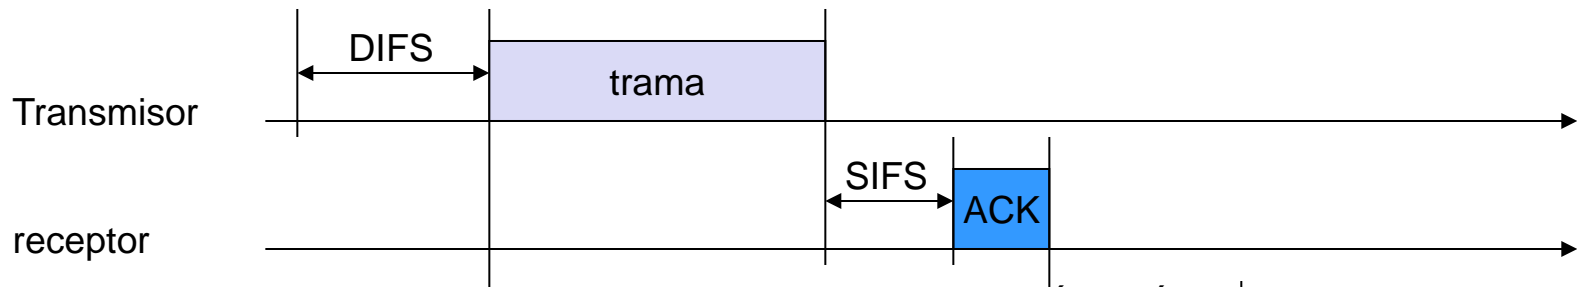 DIFS
trama
Transmisor
SIFS
ACK
receptor